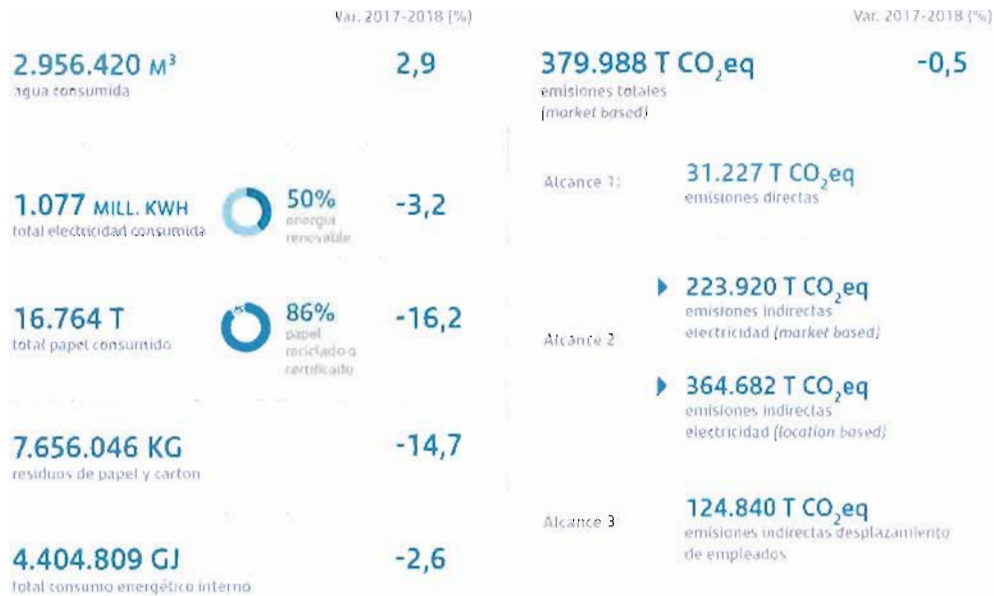 Var. 2017-2018 (%)
2.956.420 M³
agua consumida
2,9
1.077 MILL. KWH
total electricidad consumida
50%
energía
renovable
-3,2
16.764 T
total papel consumido
86%
papel
reciclado o
certificado
-16,2
7.656.046 KG
residuos de papel y carton
-14,7
4.404.809 GJ
total consumo energético interno
-2,6
Var. 2017-2018 (%)
379.988 T CO₂eq
emisiones totales
(market based)
-0,5
Alcance 1:
31.227 T CO₂eq
emisiones directas
Alcance 2
223.920 T CO₂eq
emisiones indirectas
electricidad (market based)
364.682 T CO₂eq
emisiones indirectas
electricidad (location based)
Alcance 3
124.840 T CO₂eq
emisiones indirectas desplazamiento
de empleados